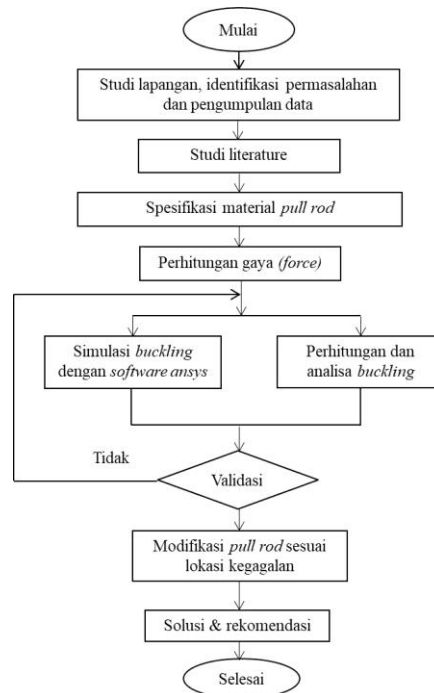 Mulai
Studi lapangan, identifikasi permasalahan
dan pengumpulan data
Studi literature
Spesifikasi material pull rod
Perhitungan gaya (force)
Simulasi buckling
dengan software ansys
Perhitungan dan
analisa buckling
Tidak
Validasi
Modifikasi pull rod sesuai
lokasi kegagalan
Solusi & rekomendasi
Selesai